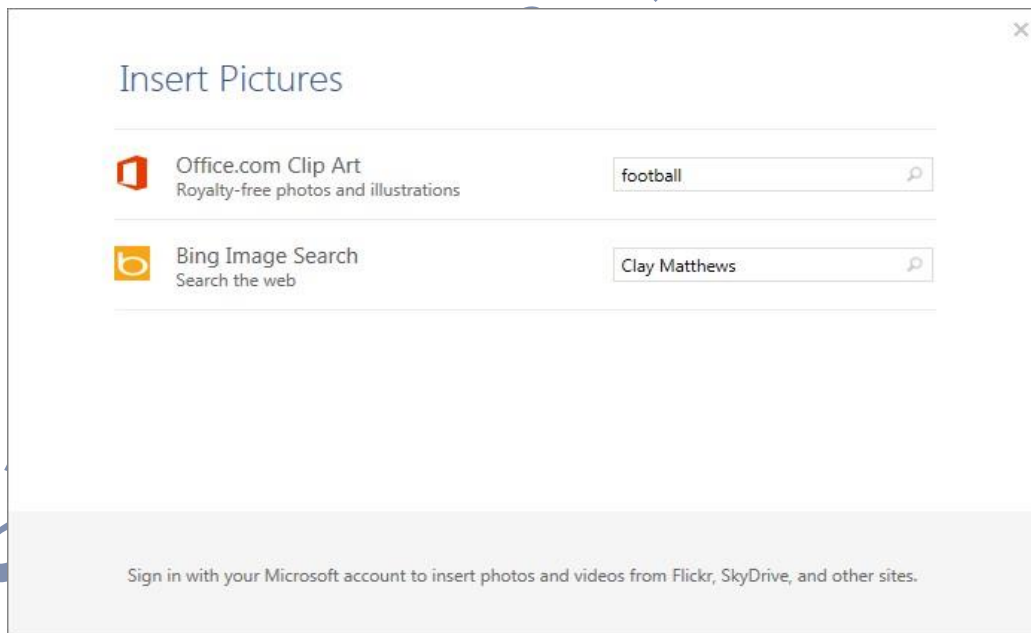 Insert Pictures
Office.com Clip Art
Royalty-free photos and illustrations
football
Bing Image Search
Search the web
Clay Matthews
Sign in with your Microsoft account to insert photos and videos from Flickr, SkyDrive, and other sites.